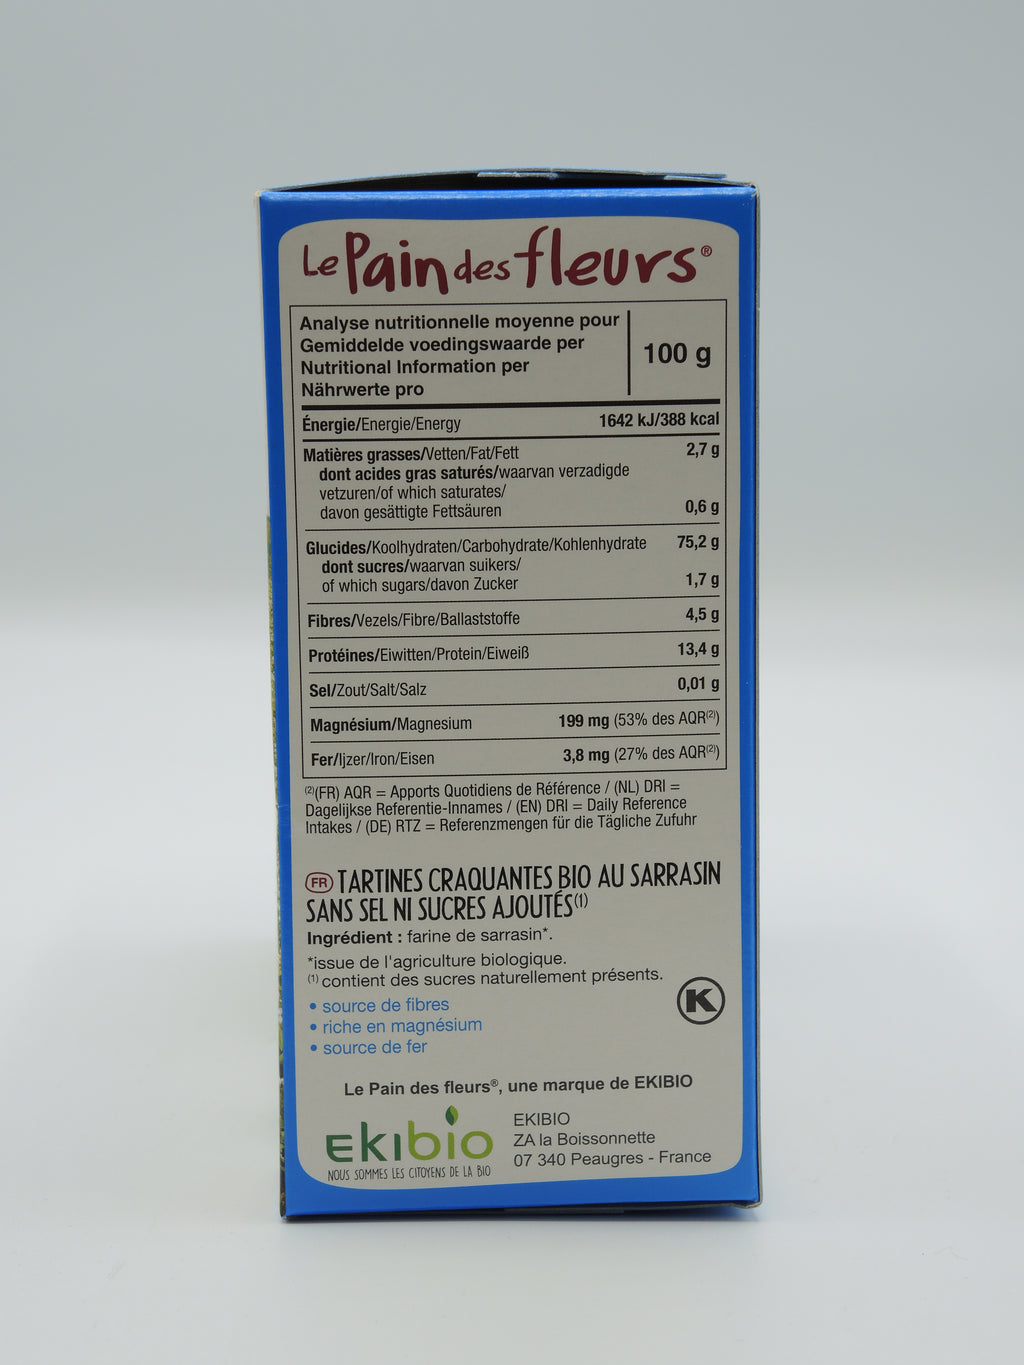 Le Pain des fleurs®
Analyse nutritionnelle moyenne pour
Gemiddelde voedingswaarde per
Nutritional Information per
Nährwerte pro
100 g
Énergie/Energie/Energy 1642 kJ/388 kcal
Matières grasses/Vetten/Fat/Fett 2,7 g
dont acides gras saturés/waarvan verzadigde
vetzuren/of which saturates/
davon gesättigte Fettsäuren 0,6 g
Glucides/Koolhydraten/Carbohydrate/Kohlenhydrate 75,2 g
dont sucres/waarvan suikers/
of which sugars/davon Zucker 1,7 g
Fibres/Vezels/Fibre/Ballaststoffe 4,5 g
Protéines/Eiwitten/Protein/Eiweiß 13,4 g
Sel/Zout/Salt/Salz 0,01 g
Magnésium/Magnesium 199 mg (53% des AQR(2))
Fer/Ijzer/Iron/Eisen 3,8 mg (27% des AQR(2))
(2)(FR) AQR = Apports Quotidiens de Référence / (NL) DRI =
Dagelijkse Referentie-Innames / (EN) DRI = Daily Reference
Intakes / (DE) RTZ = Referenzmengen für die Tägliche Zufuhr
FR TARTINES CRAQUANTES BIO AU SARRASIN
SANS SEL NI SUCRES AJOUTÉS(1)
Ingrédient : farine de sarrasin*.
*issue de l'agriculture biologique.
(1) contient des sucres naturellement présents.
• source de fibres
• riche en magnésium
• source de fer
K
Le Pain des fleurs®, une marque de EKIBIO
ekibio
NOUS SOMMES LES CITOYENS DE LA BIO
EKIBIO
ZA la Boissonnette
07 340 Peaugres - France